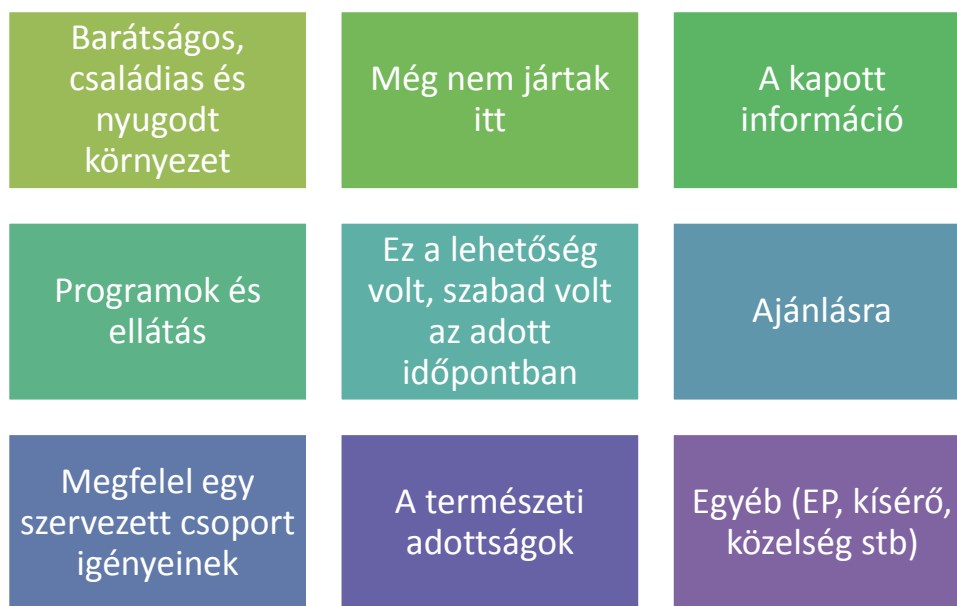 Barátságos,
családias és
nyugodt
környezet
Még nem jártak
itt
A kapott
információ
Programok és
ellátás
Ez a lehetőség
volt, szabad volt
az adott
időpontban
Ajánlásra
Megfelel egy
szervezett csoport
igényeinek
A természeti
adottságok
Egyéb (EP, kísérő,
közelség stb)